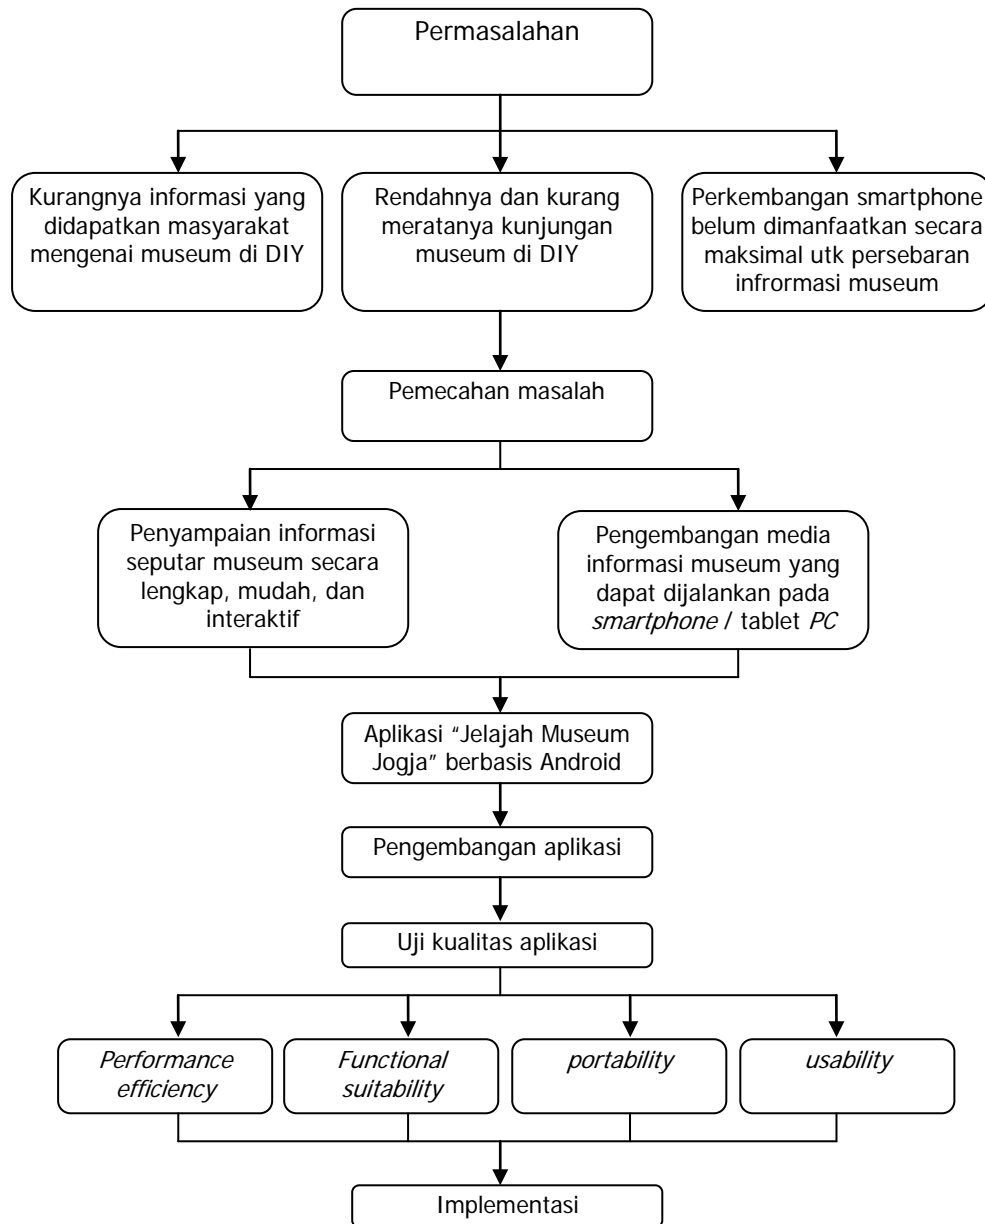 Permasalahan
Kurangnya informasi yang
didapatkan masyarakat
mengenai museum di DIY
Rendahnya dan kurang
meratanya kunjungan
museum di DIY
Perkembangan smartphone
belum dimanfaatkan secara
maksimal utk persebaran
infrormasi museum
Pemecahan masalah
Penyampaian informasi
seputar museum secara
lengkap, mudah, dan
interaktif
Pengembangan media
informasi museum yang
dapat dijalankan pada
smartphone / tablet PC
Aplikasi “Jelajah Museum
Jogja” berbasis Android
Pengembangan aplikasi
Uji kualitas aplikasi
Performance
efficiency
Functional
suitability
portability
usability
Implementasi